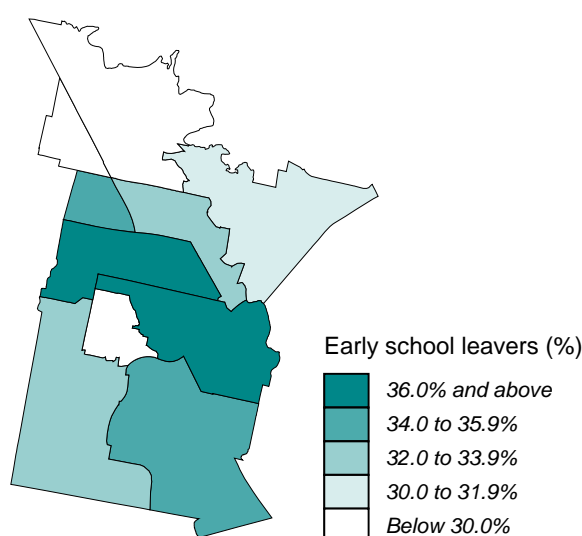 Early school leavers (%)
36.0% and above
34.0 to 35.9%
32.0 to 33.9%
30.0 to 31.9%
Below 30.0%